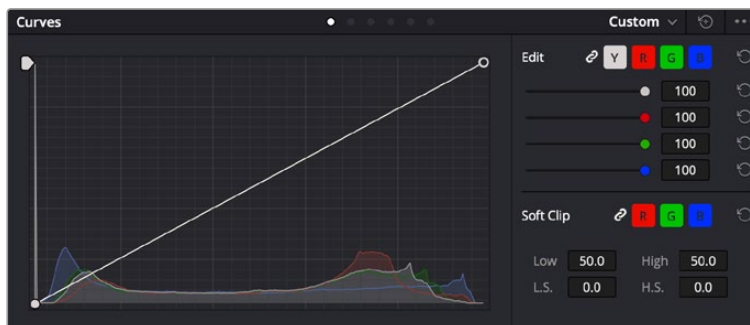 Curves Custom
Edit Y R G B
100
100
100
100
Soft Clip R G B
Low 50.0 High 50.0
L.S. 0.0 H.S. 0.0